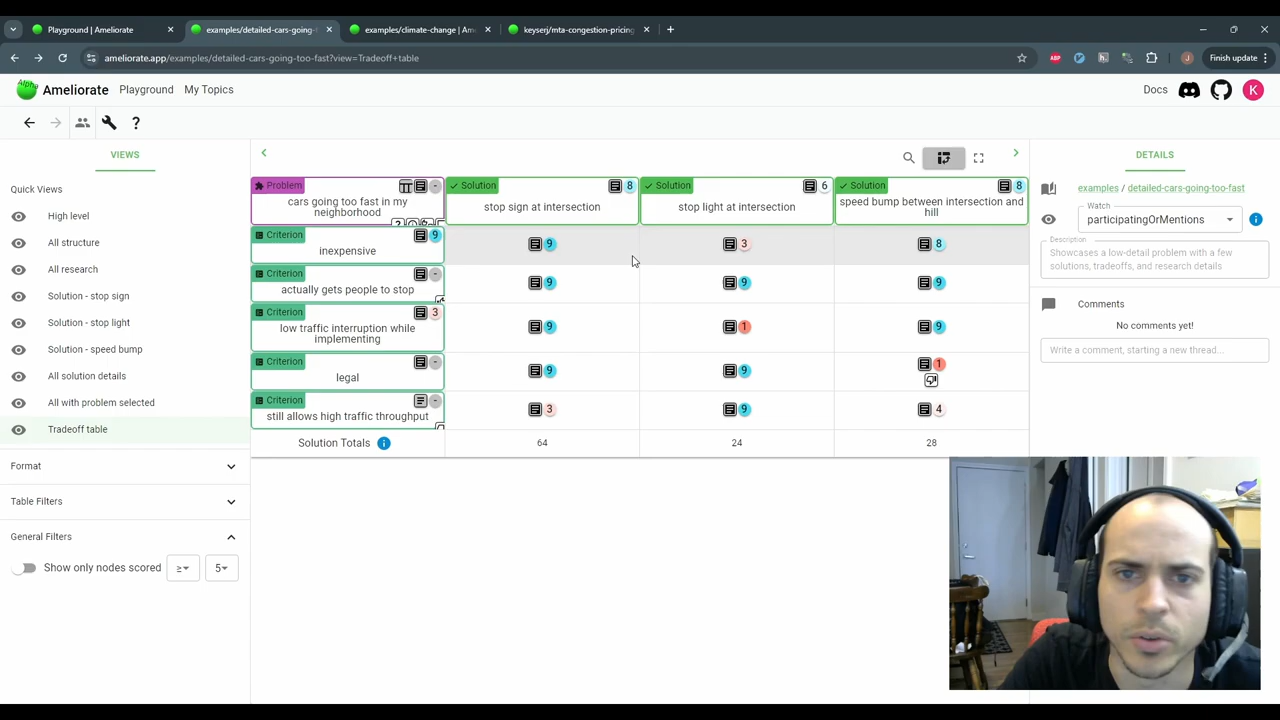 Playground | Ameliorate
examples/detailed-cars-going-
examples/climate-change | Am
keyserj/mta-congestion-pricing
ameliorate.app/examples/detailed-cars-going-too-fast?view=Tradeoff+table
ABP
J
Finish update
Alpha
Ameliorate
Playground
My Topics
Docs
K
VIEWS
Quick Views
High level
All structure
All research
Solution - stop sign
Solution - stop light
Solution - speed bump
All solution details
All with problem selected
Tradeoff table
Format
Table Filters
General Filters
Show only nodes scored
≥
5
Problem
-
cars going too fast in my
neighborhood
Solution
8
stop sign at intersection
Solution
6
stop light at intersection
Solution
8
speed bump between intersection and
hill
Criterion
9
inexpensive
9
3
8
Criterion
-
actually gets people to stop
9
9
9
Criterion
3
low traffic interruption while
implementing
9
1
9
Criterion
-
legal
9
9
1
Criterion
-
still allows high traffic throughput
3
9
4
Solution Totals
64
24
28
DETAILS
examples / detailed-cars-going-too-fast
Watch
participatingOrMentions
Description
Showcases a low-detail problem with a few
solutions, tradeoffs, and research details
Comments
No comments yet!
Write a comment, starting a new thread...